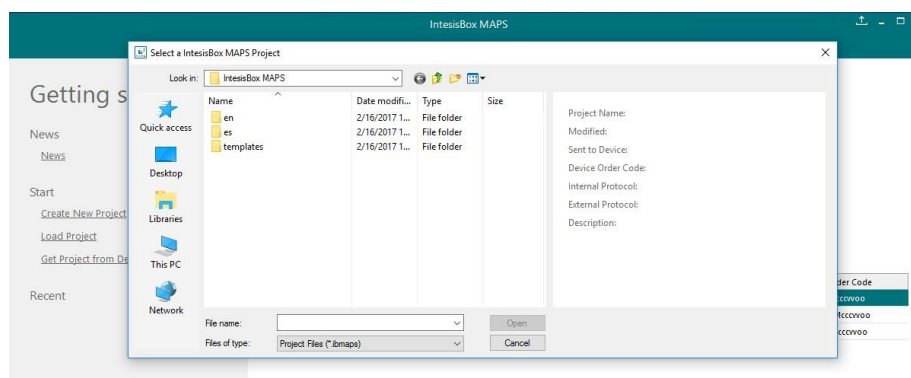 IntesisBox MAPS
Select a IntesisBox MAPS Project
Look in: IntesisBox MAPS
Getting s
News
News
Start
Create New Project
Load Project
Get Project from De
Recent
Quick access
Desktop
Libraries
This PC
Network
Name Date modifi... Type Size
en 2/16/2017 1... File folder
es 2/16/2017 1... File folder
templates 2/16/2017 1... File folder
File name:
Open
Files of type: Project Files (*.ibmaps)
Cancel
Project Name:
Modified:
Sent to Device:
Device Order Code:
Internal Protocol:
External Protocol:
Description:
der Code